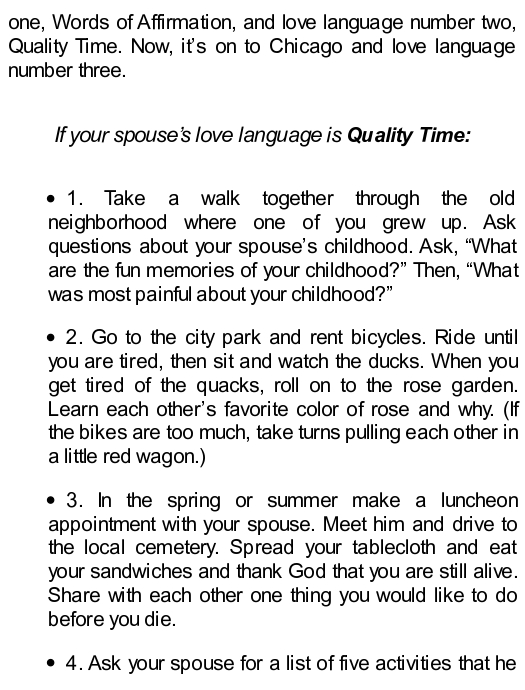 one, Words of Affirmation, and love language number two,
Quality Time. Now, it’s on to Chicago and love language
number three.
If your spouse’s love language is Quality Time:
• 1. Take a walk together through the old
neighborhood where one of you grew up. Ask
questions about your spouse’s childhood. Ask, “What
are the fun memories of your childhood?” Then, “What
was most painful about your childhood?”
• 2. Go to the city park and rent bicycles. Ride until
you are tired, then sit and watch the ducks. When you
get tired of the quacks, roll on to the rose garden.
Learn each other’s favorite color of rose and why. (If
the bikes are too much, take turns pulling each other in
a little red wagon.)
• 3. In the spring or summer make a luncheon
appointment with your spouse. Meet him and drive to
the local cemetery. Spread your tablecloth and eat
your sandwiches and thank God that you are still alive.
Share with each other one thing you would like to do
before you die.
• 4. Ask your spouse for a list of five activities that he